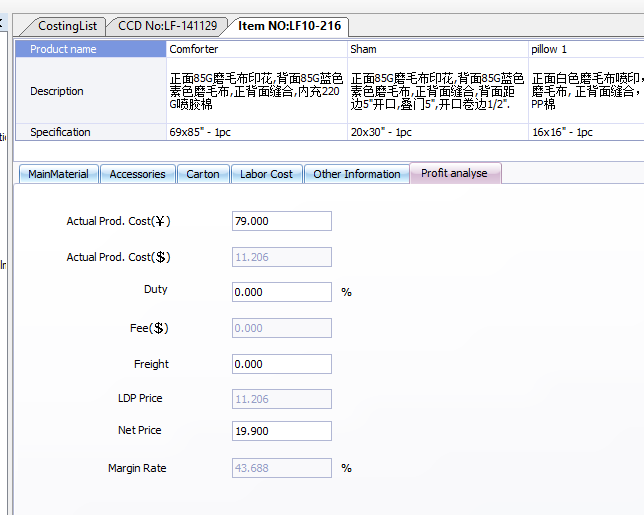 CostingList CCD No:LF-141129 Item NO:LF10-216
Product name Comforter Sham pillow 1
Description
正面85G磨毛布印花,背面85G蓝色
素色磨毛布,正背面缝合,内充220
G喷胶棉
正面85G磨毛布印花,背面85G蓝
色素色磨毛布,正背面缝合,背面距
边5"开口,叠门5",开口卷边1/2".
正面白色磨毛布喷印,
磨毛布, 正背面缝合,
PP棉
Specification 69x85" - 1pc 20x30" - 1pc 16x16" - 1pc
MainMaterial Accessories Carton Labor Cost Other Information Profit analyse
Actual Prod. Cost(¥) 79.000
Actual Prod. Cost($) 11.206
Duty 0.000 %
Fee($) 0.000
Freight 0.000
LDP Price 11.206
Net Price 19.900
Margin Rate 43.688 %